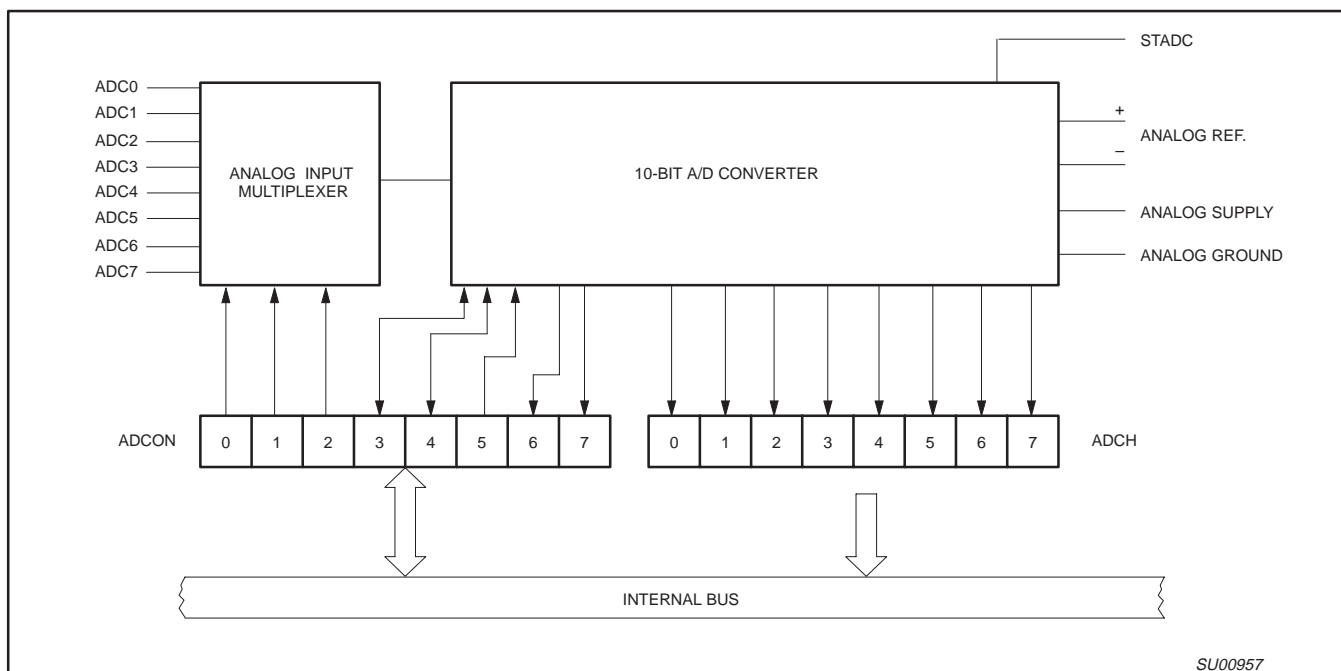 STADC
ADC0
ADC1
ADC2
ADC3
ADC4
ADC5
ADC6
ADC7
ANALOG INPUT
MULTIPLEXER
10-BIT A/D CONVERTER
+
ANALOG REF.
–
ANALOG SUPPLY
ANALOG GROUND
ADCON 0 1 2 3 4 5 6 7
0 1 2 3 4 5 6 7 ADCH
INTERNAL BUS
SU00957